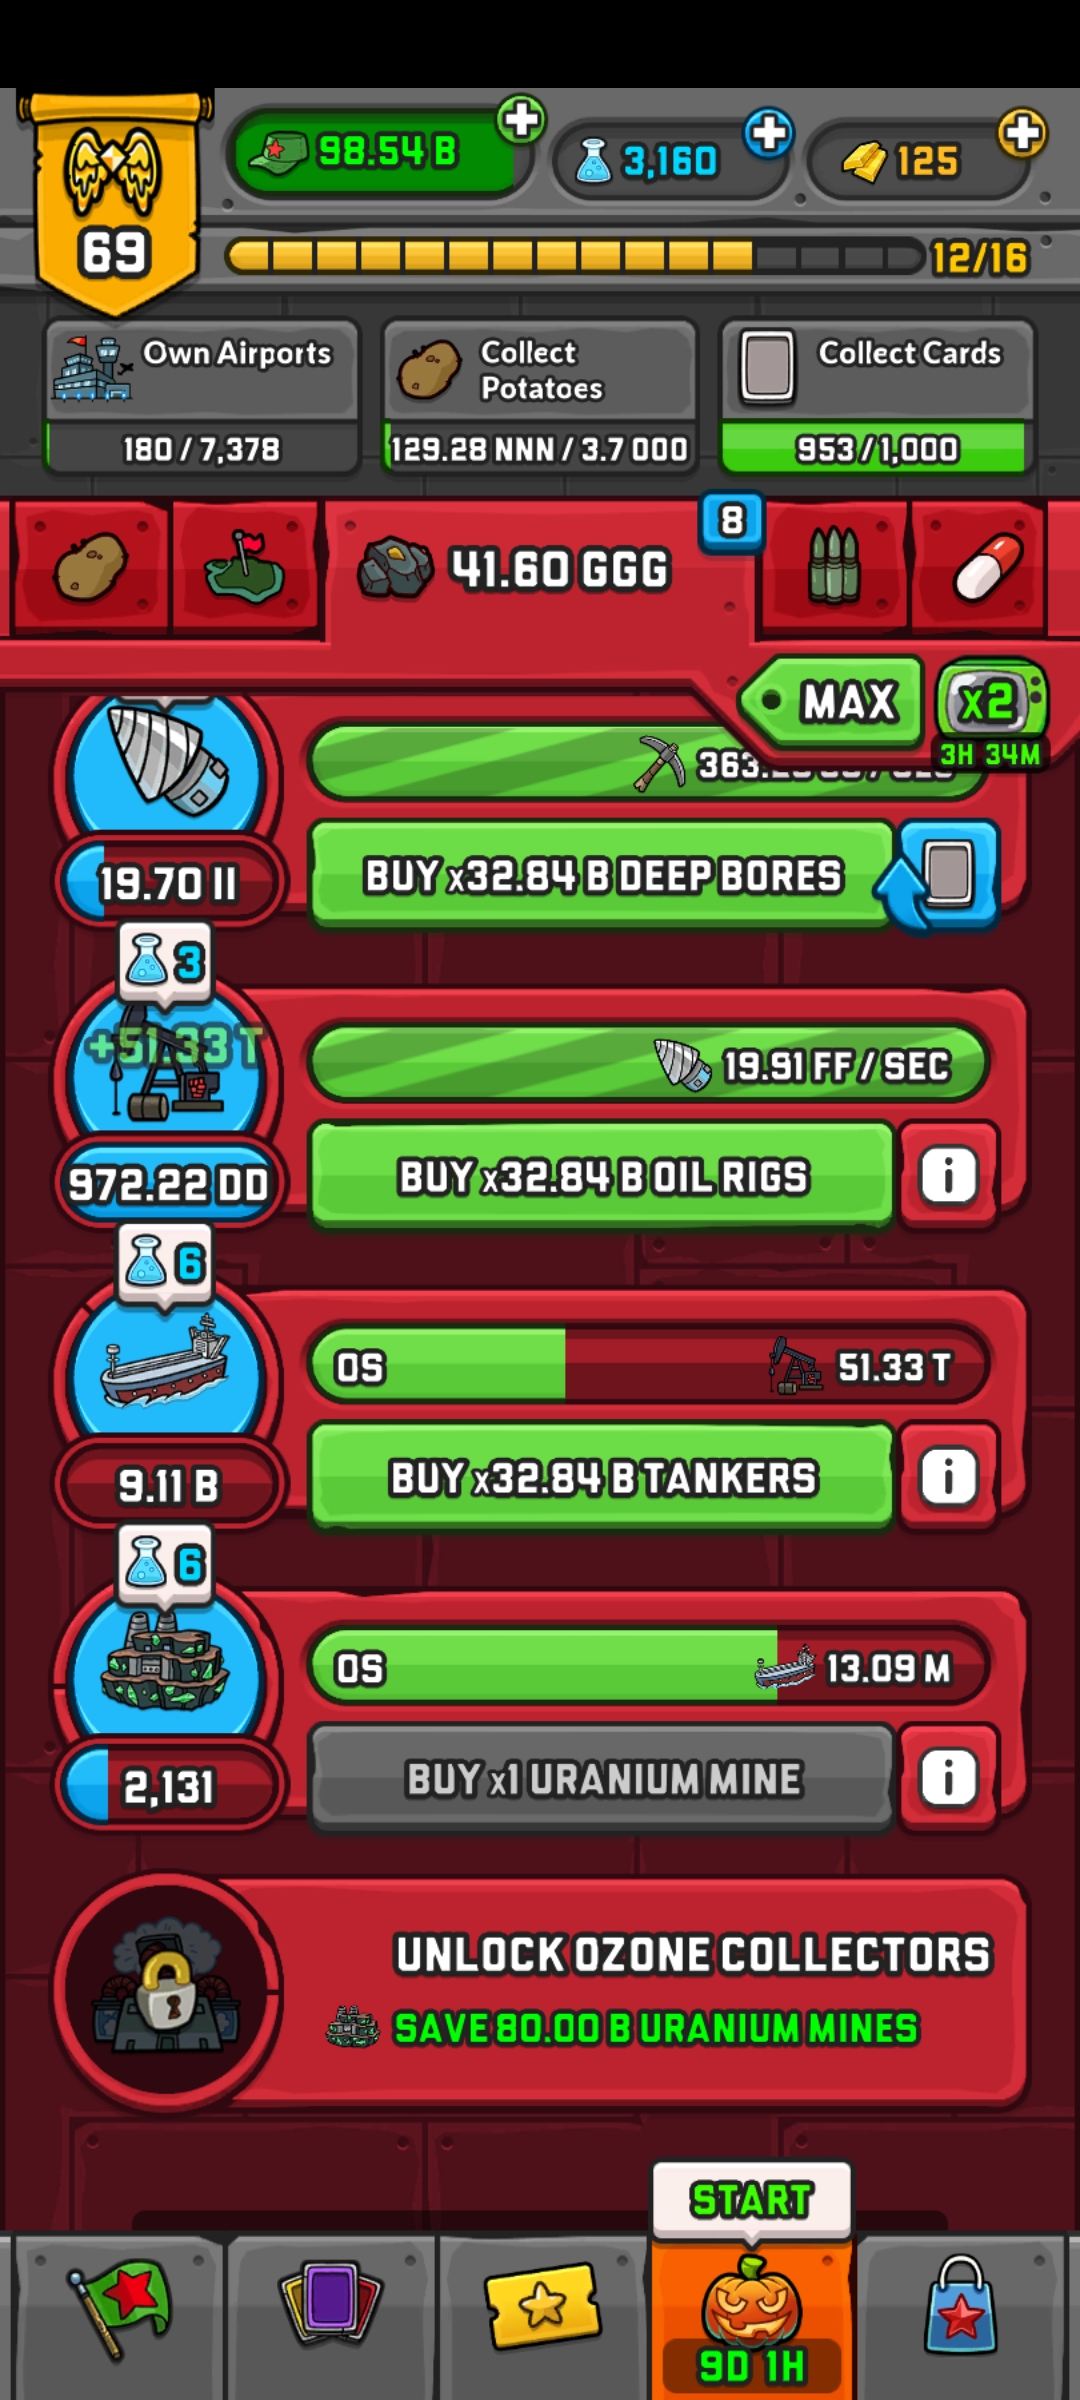 98.54 B
3,160
125
69
12/16
Own Airports
180 / 7,378
Collect
Potatoes
129.28 NNN / 3.7 OOO
Collect Cards
953 / 1,000
41.60 GGG
8
MAX
x2
3H 34M
19.70 II
BUY x32.84 B DEEP BORES
3
+51.33 T
19.91 FF / SEC
972.22 DD
BUY x32.84 B OIL RIGS
i
6
0S
51.33 T
9.11 B
BUY x32.84 B TANKERS
i
6
0S
13.09 M
2,131
BUY x1 URANIUM MINE
i
UNLOCK OZONE COLLECTORS
SAVE 80.00 B URANIUM MINES
START
9D 1H